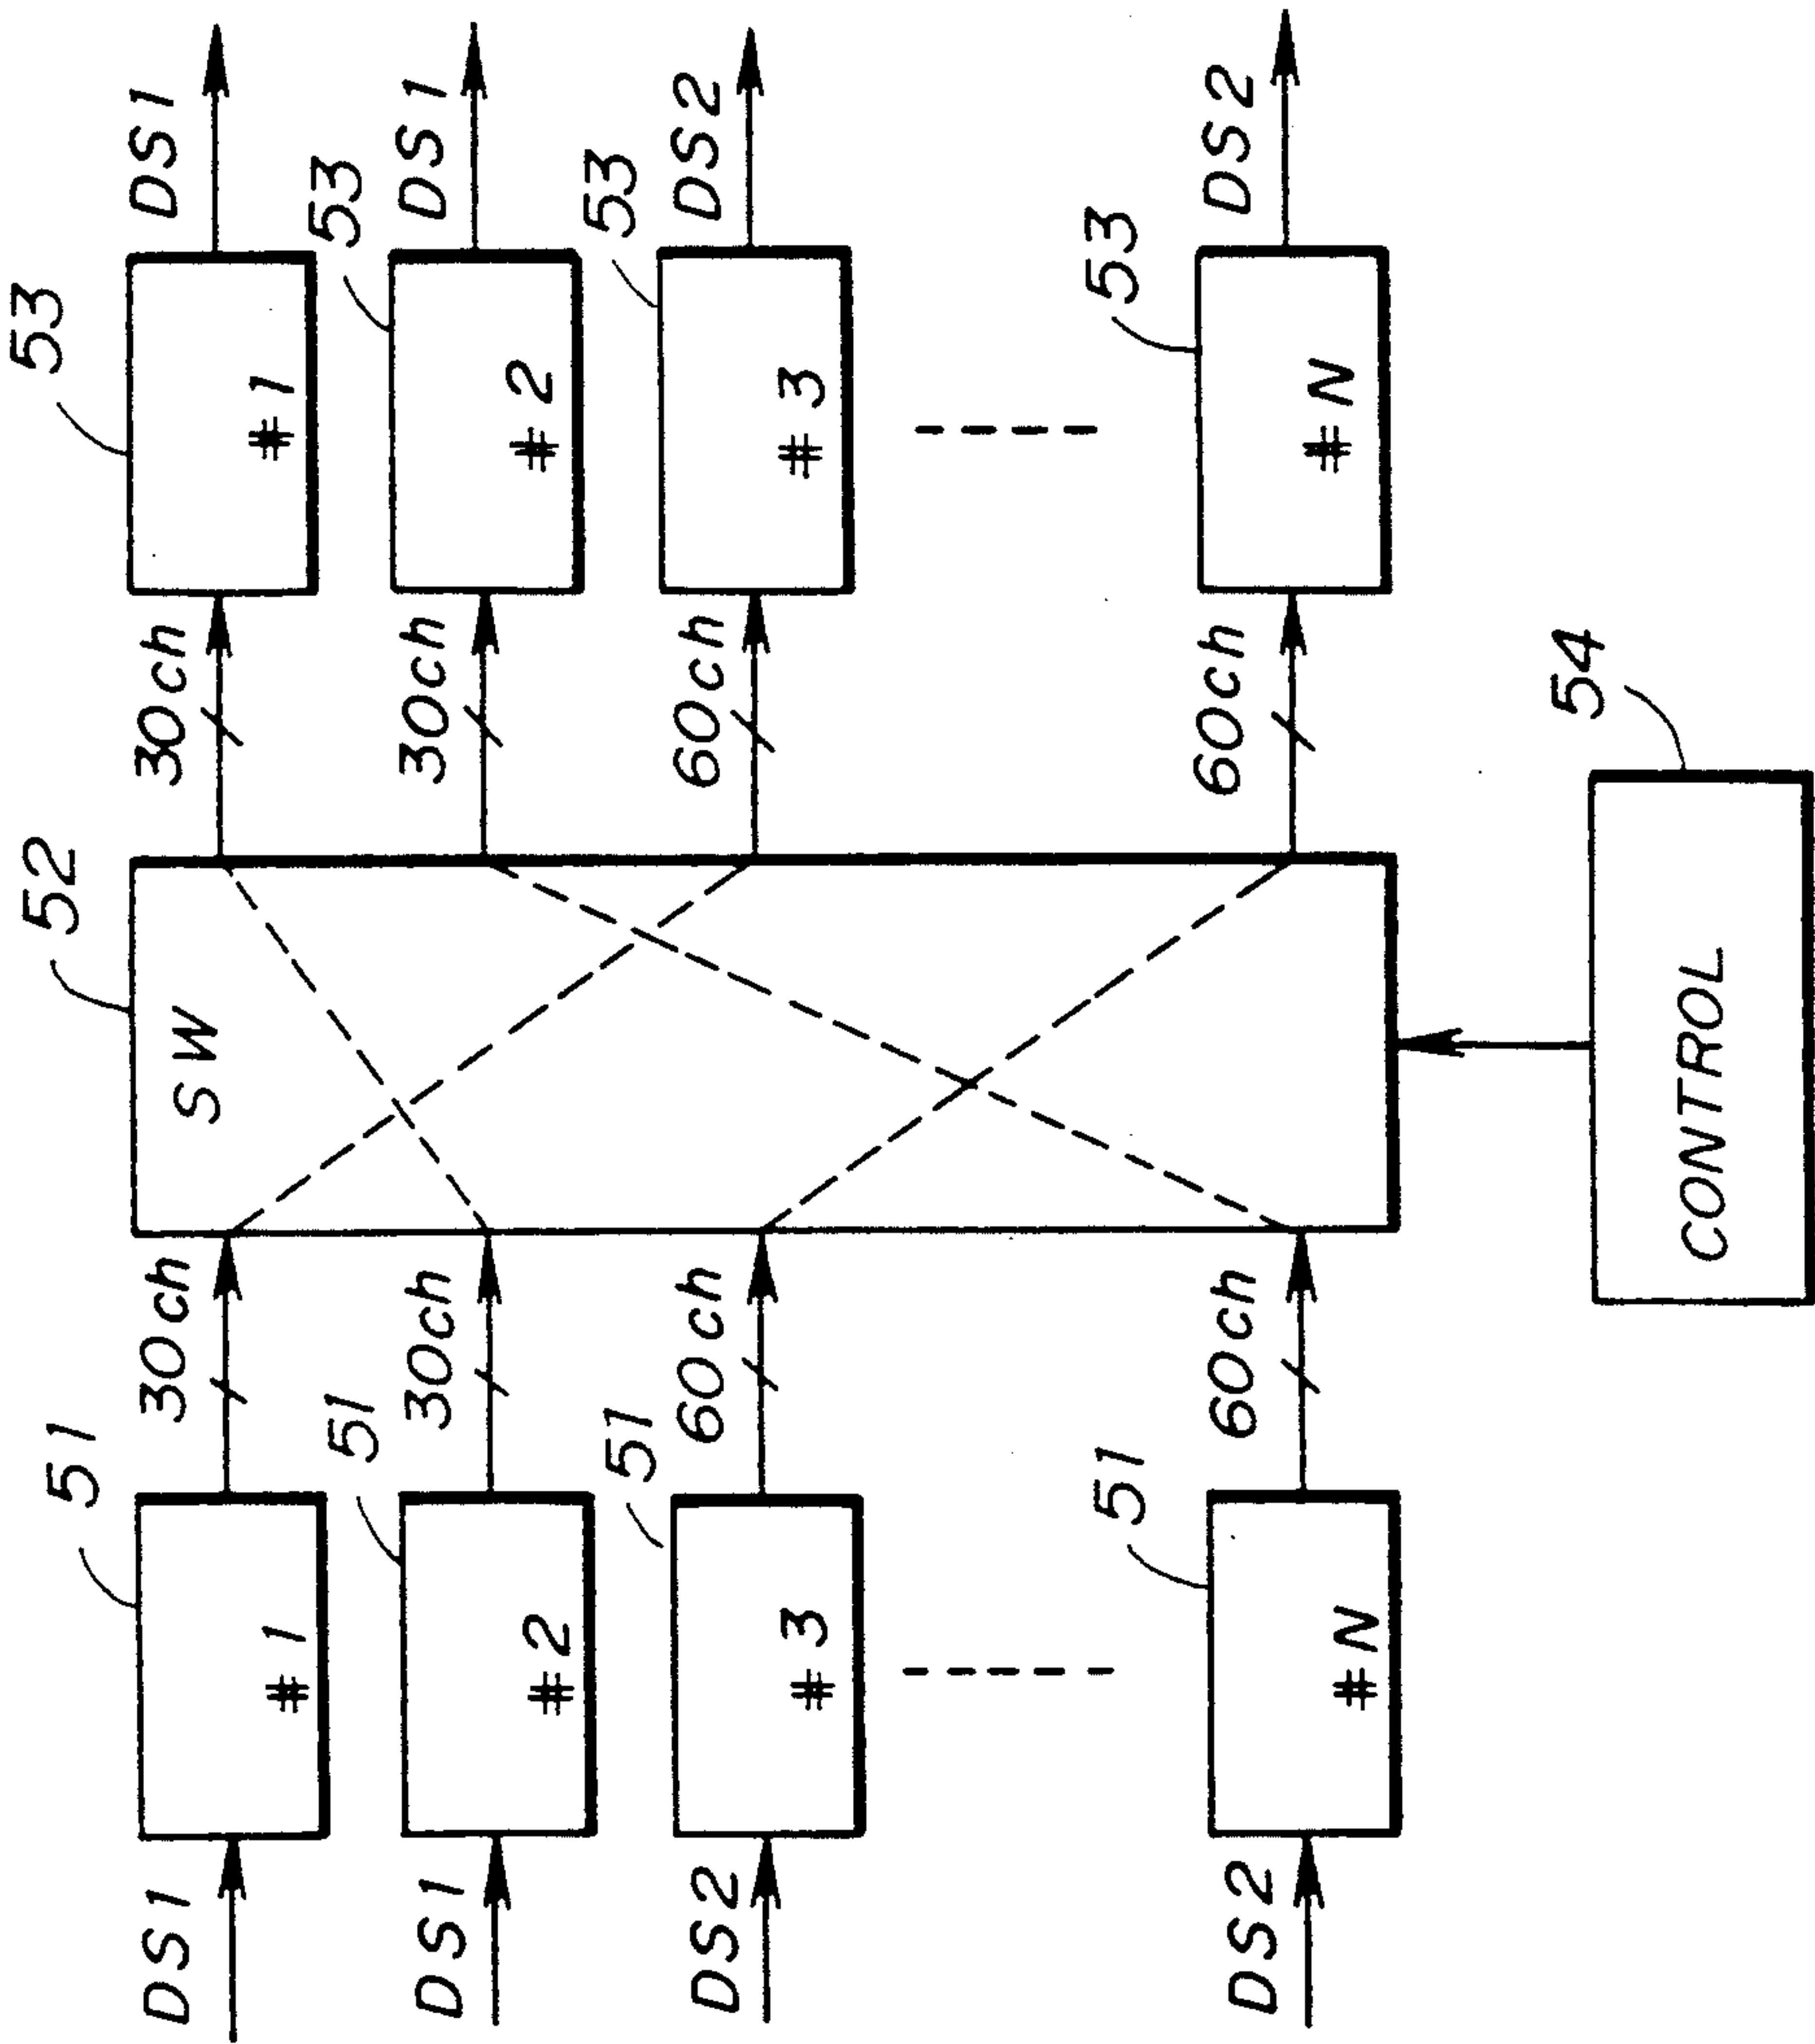 51
52
53
DS1
30ch
30ch
DS1
SW
#1
#1
51
53
DS1
30ch
30ch
DS1
#2
#2
51
53
DS2
60ch
60ch
DS2
#3
#3
51
53
DS2
60ch
60ch
DS2
#N
#N
54
CONTROL